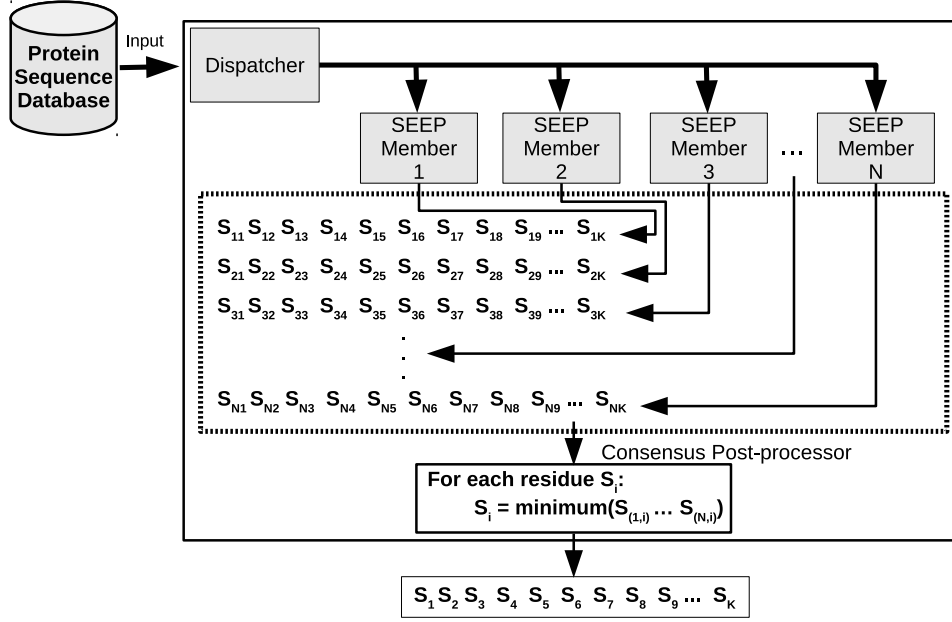 Protein
Sequence
Database
Input
Dispatcher
SEEP
Member
1
SEEP
Member
2
SEEP
Member
3
...
SEEP
Member
N
S11 S12 S13 S14 S15 S16 S17 S18 S19 ... S1K
S21 S22 S23 S24 S25 S26 S27 S28 S29 ... S2K
S31 S32 S33 S34 S35 S36 S37 S38 S39 ... S3K
.
.
.
SN1 SN2 SN3 SN4 SN5 SN6 SN7 SN8 SN9 ... SNK
Consensus Post-processor
For each residue Si:
Si = minimum(S(1,i) ... S(N,i))
S1 S2 S3 S4 S5 S6 S7 S8 S9 ... SK